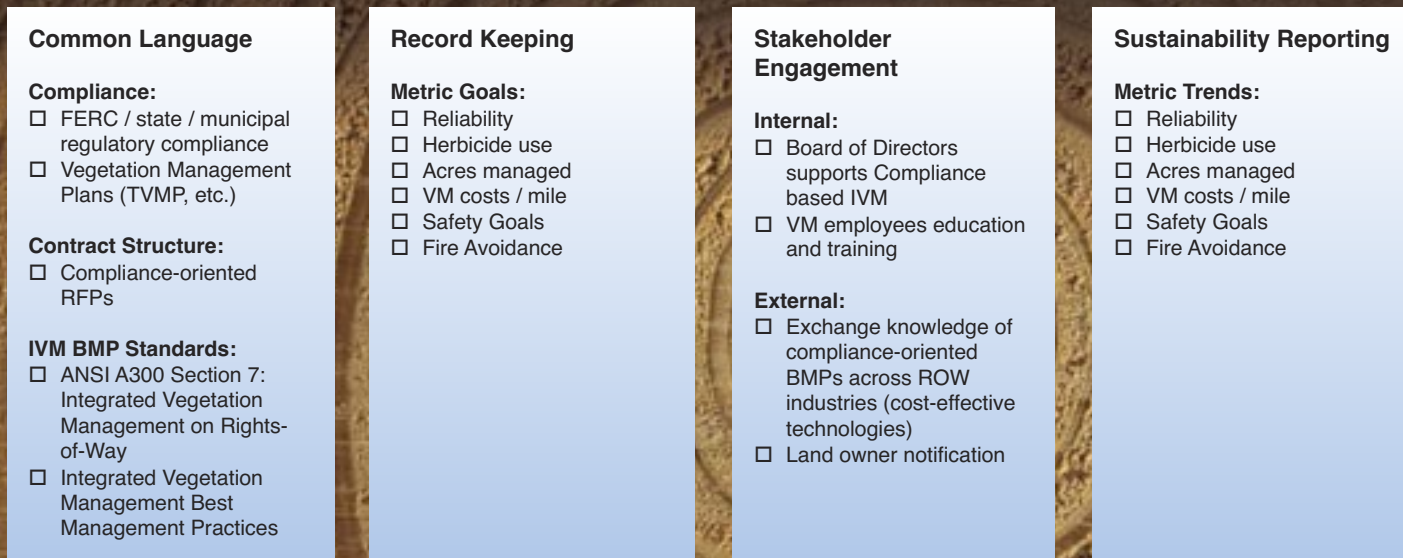 Common Language
Compliance:
☐ FERC / state / municipal
regulatory compliance
☐ Vegetation Management
Plans (TVMP, etc.)
Contract Structure:
☐ Compliance-oriented
RFPs
IVM BMP Standards:
☐ ANSI A300 Section 7:
Integrated Vegetation
Management on Rights-
of-Way
☐ Integrated Vegetation
Management Best
Management Practices
Record Keeping
Metric Goals:
☐ Reliability
☐ Herbicide use
☐ Acres managed
☐ VM costs / mile
☐ Safety Goals
☐ Fire Avoidance
Stakeholder
Engagement
Internal:
☐ Board of Directors
supports Compliance
based IVM
☐ VM employees education
and training
External:
☐ Exchange knowledge of
compliance-oriented
BMPs across ROW
industries (cost-effective
technologies)
☐ Land owner notification
Sustainability Reporting
Metric Trends:
☐ Reliability
☐ Herbicide use
☐ Acres managed
☐ VM costs / mile
☐ Safety Goals
☐ Fire Avoidance